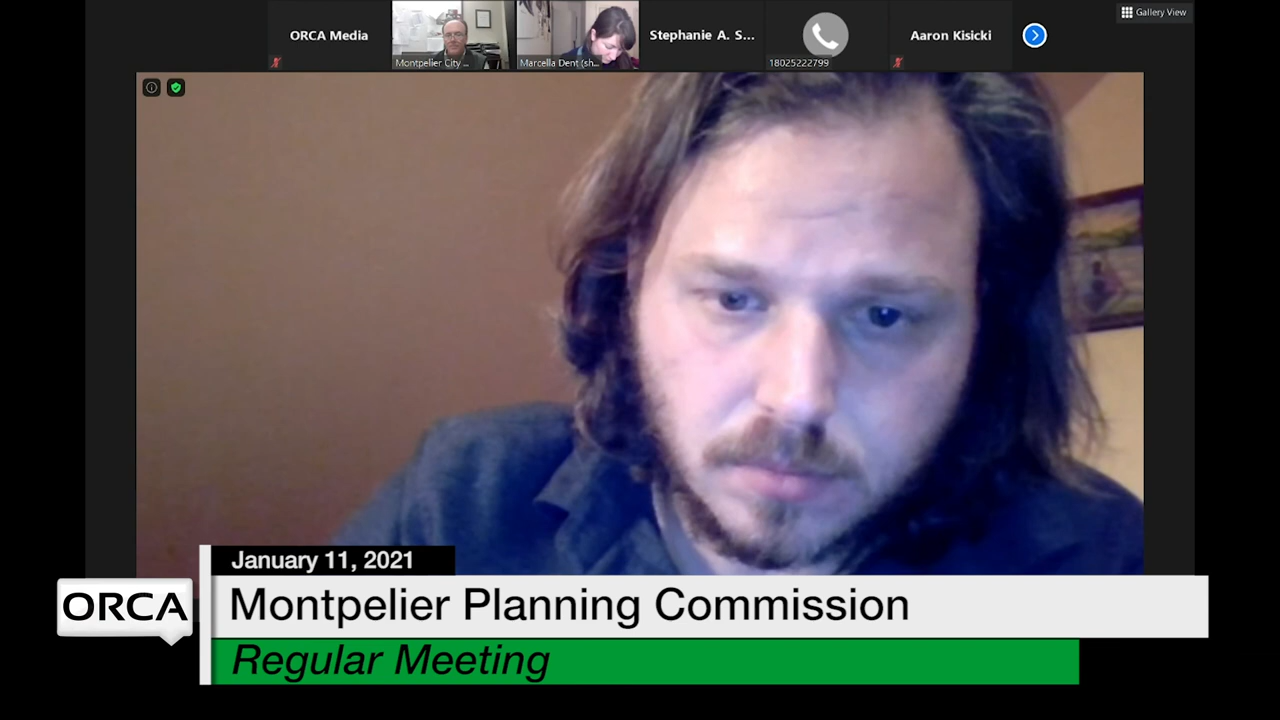 Gallery View
ORCA Media
Montpelier City ...
Marcella Dent (sh...
Stephanie A. S...
18025222799
Aaron Kisicki
January 11, 2021
ORCA
Montpelier Planning Commission
Regular Meeting